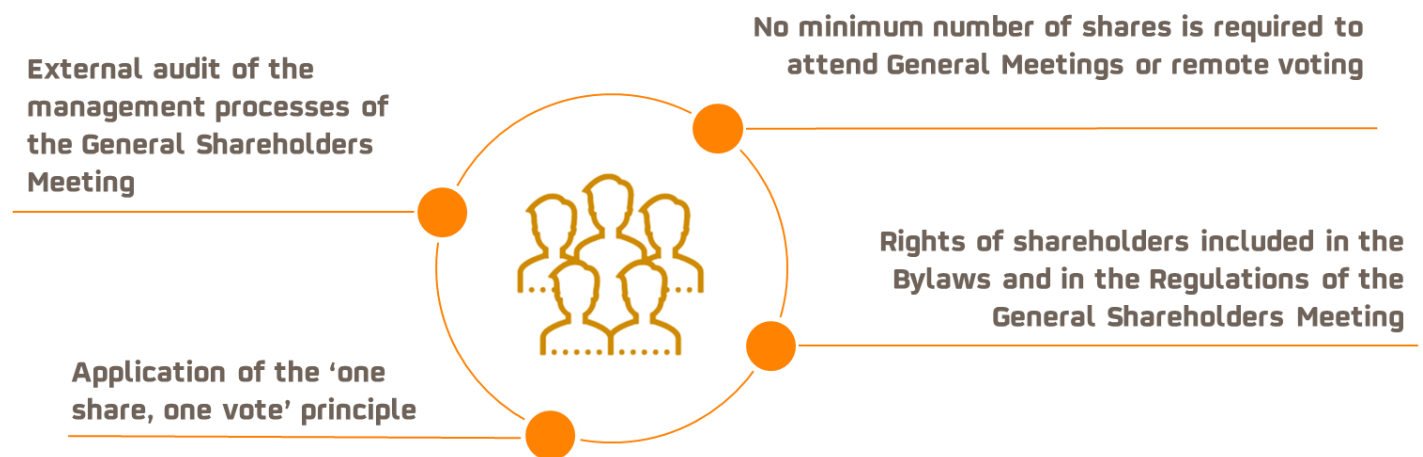 No minimum number of shares is required to
attend General Meetings or remote voting
External audit of the
management processes of
the General Shareholders
Meeting
Rights of shareholders included in the
Bylaws and in the Regulations of the
General Shareholders Meeting
Application of the ‘one
share, one vote’ principle